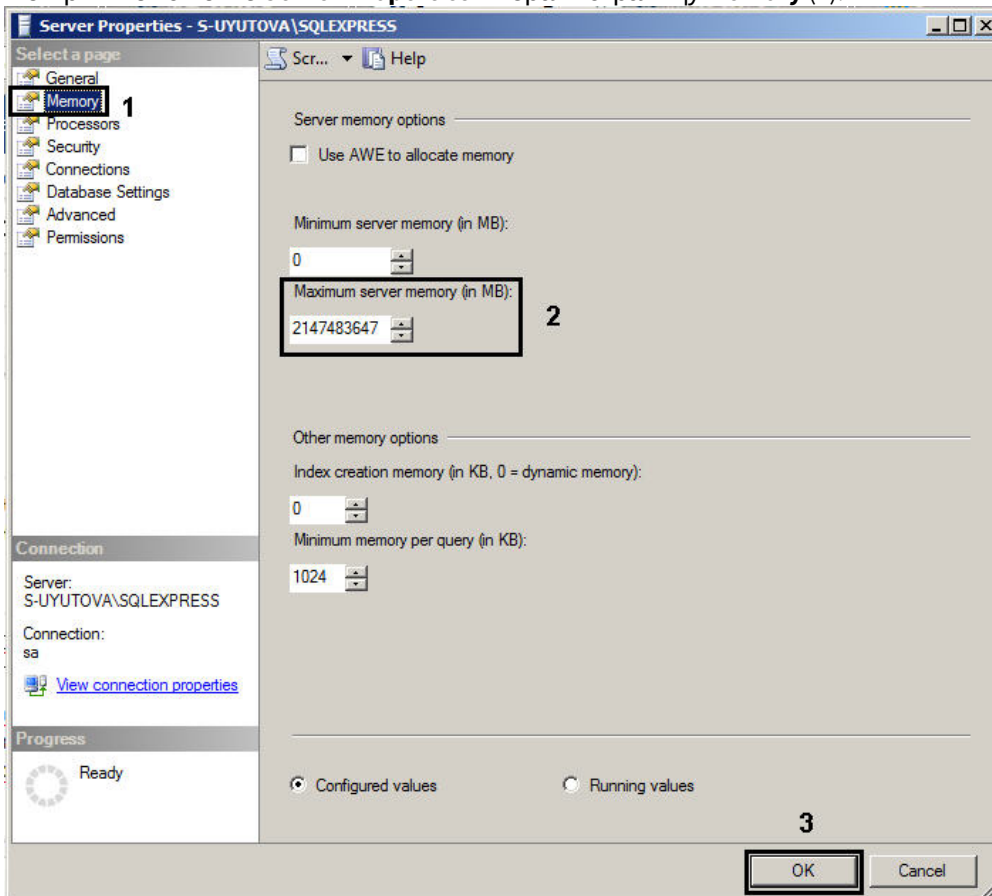 Server Properties - S-UYUTOVA\SQLEXPRESS
Select a page
General
Memory
1
Processors
Security
Connections
Database Settings
Advanced
Permissions
Scr...
Help
Server memory options
Use AWE to allocate memory
Minimum server memory (in MB):
0
Maximum server memory (in MB):
2147483647
2
Other memory options
Index creation memory (in KB, 0 = dynamic memory):
0
Minimum memory per query (in KB):
1024
Connection
Server:
S-UYUTOVA\SQLEXPRESS
Connection:
sa
View connection properties
Progress
Ready
Configured values
Running values
3
OK
Cancel